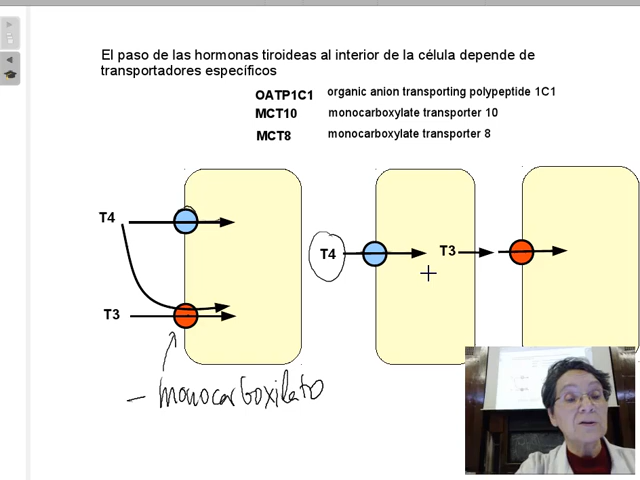 El paso de las hormonas tiroideas al interior de la célula depende de
transportadores específicos
OATP1C1 organic anion transporting polypeptide 1C1
MCT10 monocarboxylate transporter 10
MCT8 monocarboxylate transporter 8
T4
T3
T4
T3
- monocarboxilato